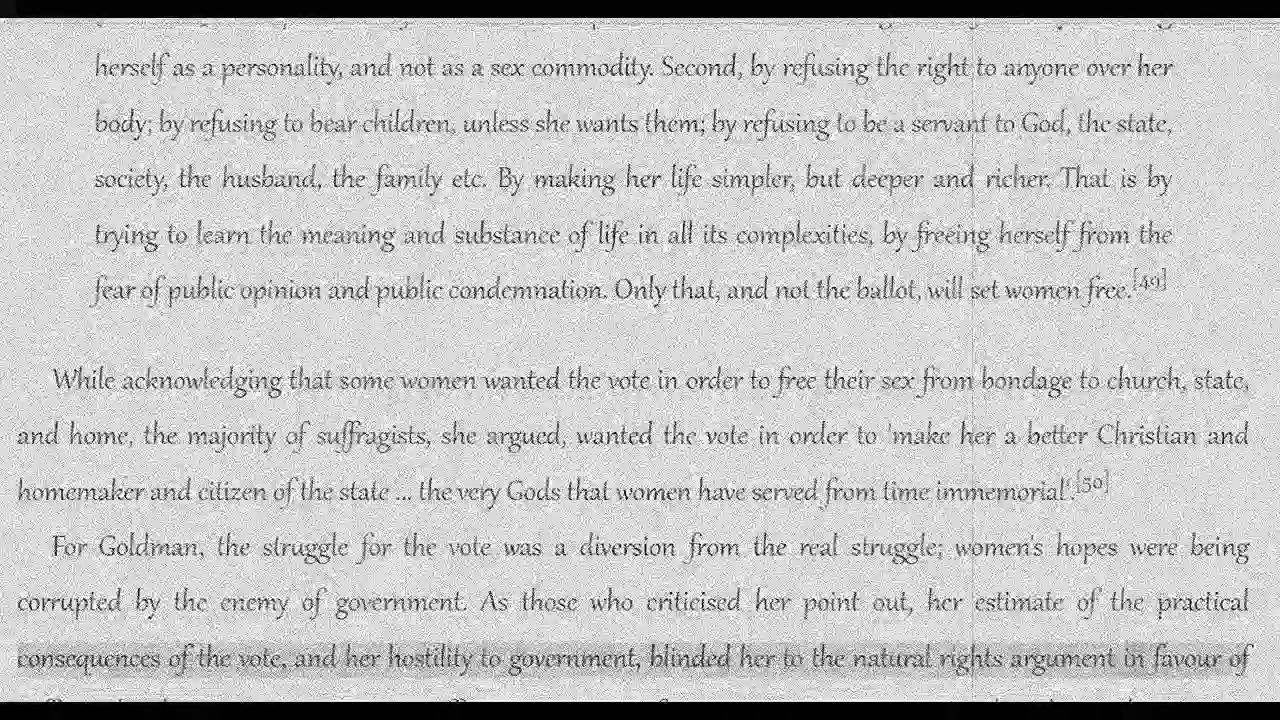 herself as a personality, and not as a sex commodity. Second, by refusing the right to anyone over her
body; by refusing to bear children, unless she wants them; by refusing to be a servant to God, the state,
society, the husband, the family etc. By making her life simpler, but deeper and richer. That is by
trying to learn the meaning and substance of life in all its complexities, by freeing herself from the
fear of public opinion and public condemnation. Only that, and not the ballot, will set women free.[49]
While acknowledging that some women wanted the vote in order to free their sex from bondage to church, state,
and home, the majority of suffragists, she argued, wanted the vote in order to 'make her a better Christian and
homemaker and citizen of the state ... the very Gods that women have served from time immemorial'.[50]
For Goldman, the struggle for the vote was a diversion from the real struggle; women's hopes were being
corrupted by the enemy of government. As those who criticised her point out, her estimate of the practical
consequences of the vote, and her hostility to government, blinded her to the natural rights argument in favour of